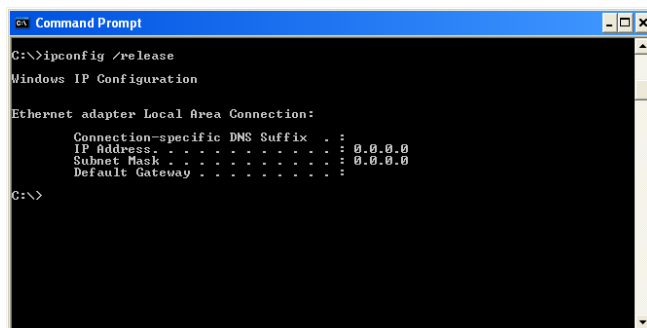 Command Prompt
C:\>ipconfig /release
Windows IP Configuration
Ethernet adapter Local Area Connection:
Connection-specific DNS Suffix  . :
IP Address. . . . . . . . . . . . : 0.0.0.0
Subnet Mask . . . . . . . . . . . : 0.0.0.0
Default Gateway . . . . . . . . . :
C:\>